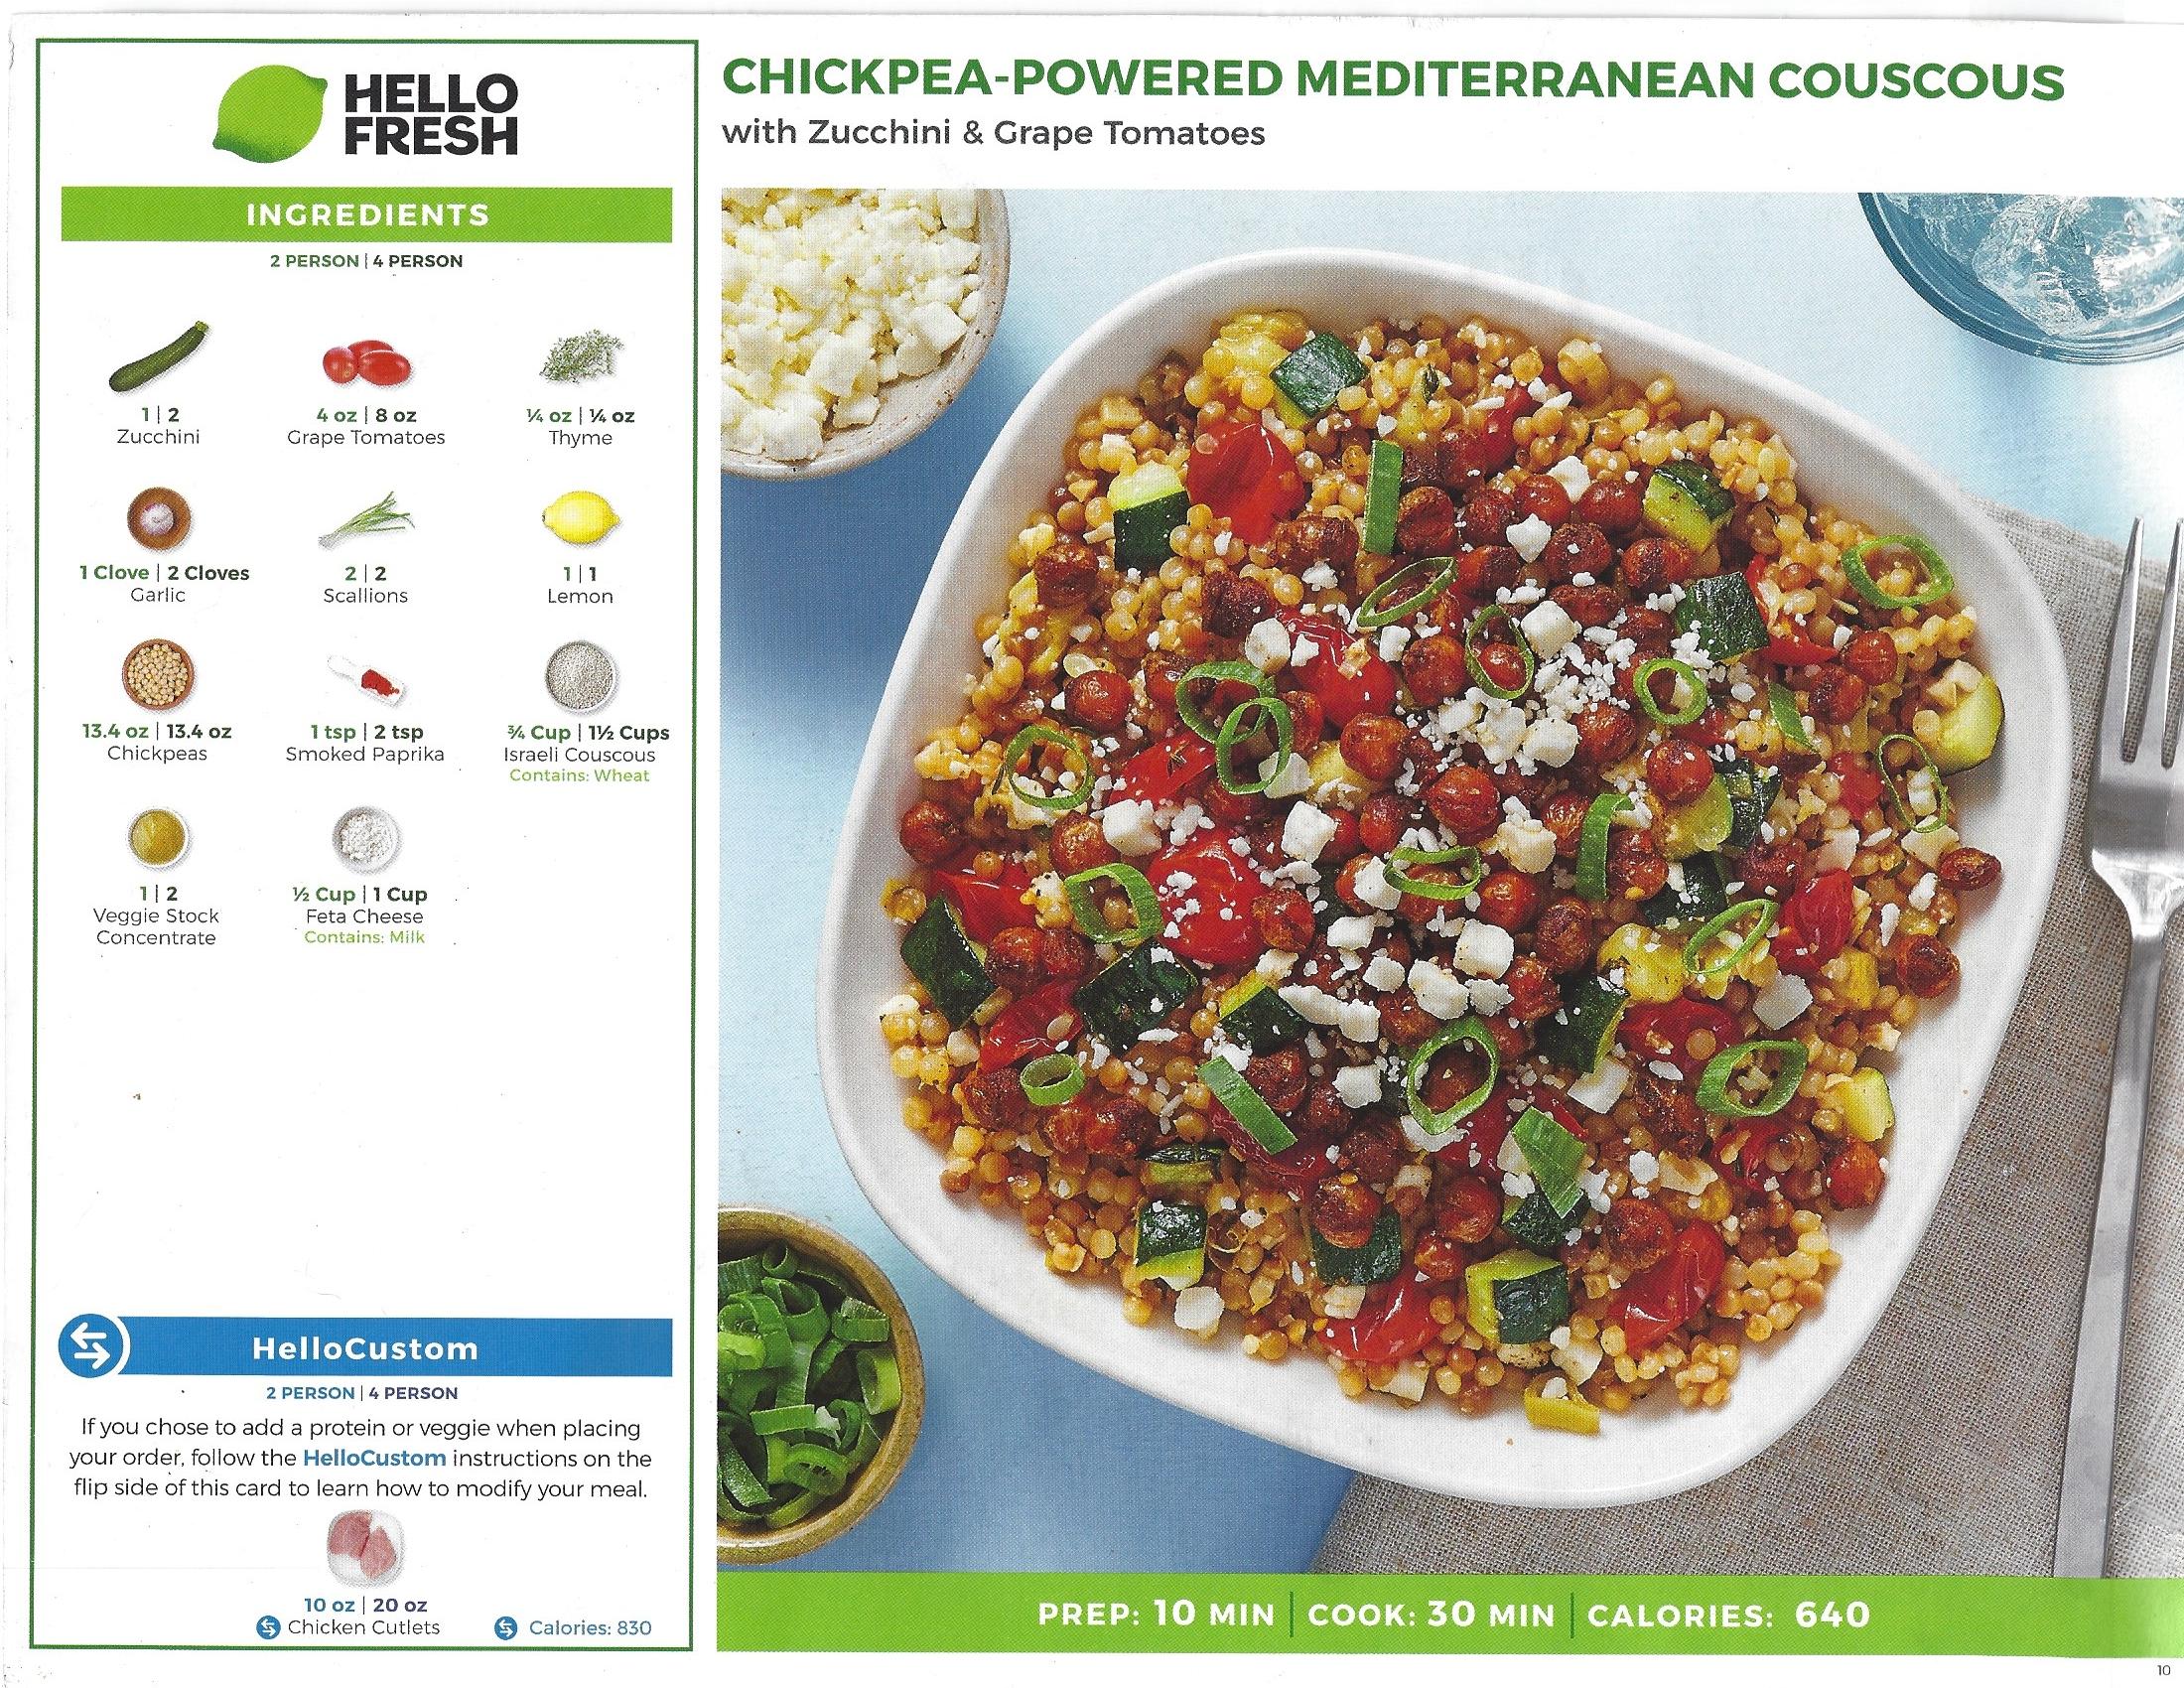 HELLO
FRESH
INGREDIENTS
2 PERSON | 4 PERSON
1 | 2
Zucchini
4 oz | 8 oz
Grape Tomatoes
¼ oz | ¼ oz
Thyme
1 Clove | 2 Cloves
Garlic
2 | 2
Scallions
1 | 1
Lemon
13.4 oz | 13.4 oz
Chickpeas
1 tsp | 2 tsp
Smoked Paprika
¾ Cup | 1½ Cups
Israeli Couscous
Contains: Wheat
1 | 2
Veggie Stock
Concentrate
½ Cup | 1 Cup
Feta Cheese
Contains: Milk
HelloCustom
2 PERSON | 4 PERSON
If you chose to add a protein or veggie when placing
your order, follow the HelloCustom instructions on the
flip side of this card to learn how to modify your meal.
10 oz | 20 oz
Chicken Cutlets
Calories: 830
CHICKPEA-POWERED MEDITERRANEAN COUSCOUS
with Zucchini & Grape Tomatoes
PREP: 10 MIN | COOK: 30 MIN | CALORIES: 640
10